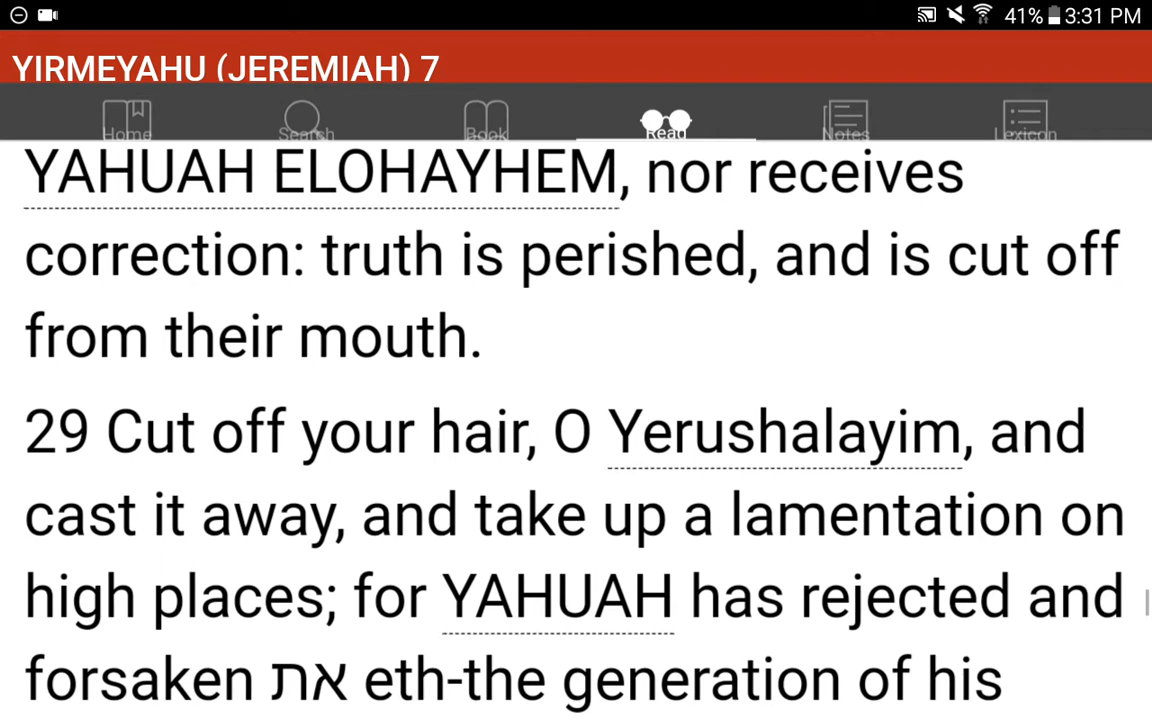 41% 3:31 PM
YIRMEYAHU (JEREMIAH) 7
Home Search Book Read Notes Lexicon
YAHUAH ELOHAYHEM, nor receives
correction: truth is perished, and is cut off
from their mouth.
29 Cut off your hair, O Yerushalayim, and
cast it away, and take up a lamentation on
high places; for YAHUAH has rejected and
forsaken את eth-the generation of his